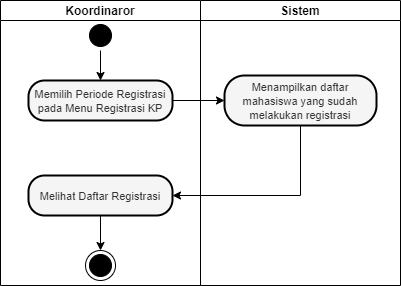 Koordinaror
Sistem
Memilih Periode Registrasi
pada Menu Registrasi KP
Menampilkan daftar
mahasiswa yang sudah
melakukan registrasi
Melihat Daftar Registrasi